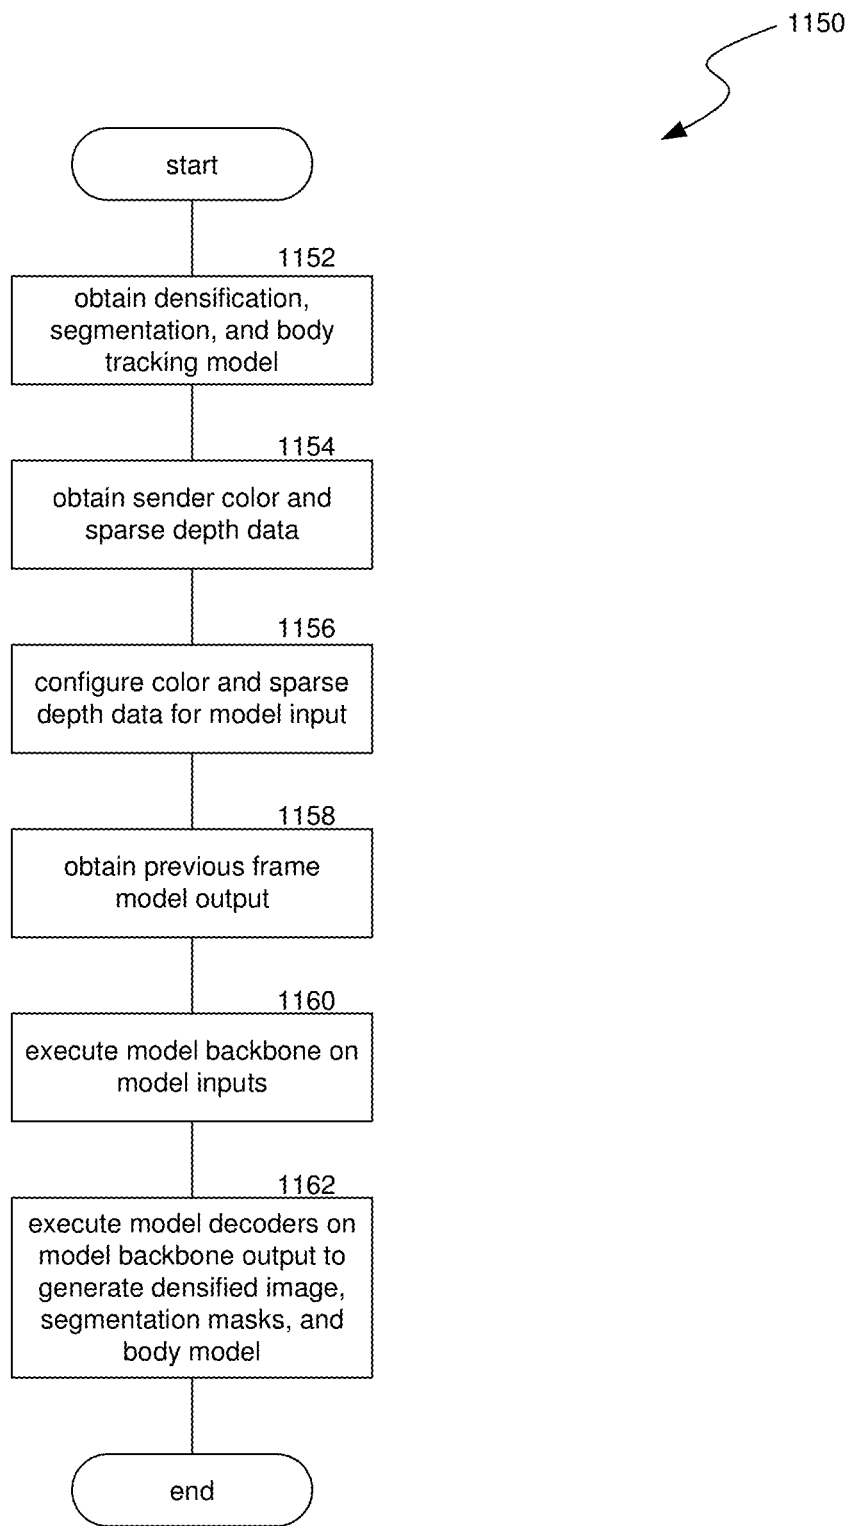 1150
start
1152
obtain densification,
segmentation, and body
tracking model
1154
obtain sender color and
sparse depth data
1156
configure color and sparse
depth data for model input
1158
obtain previous frame
model output
1160
execute model backbone on
model inputs
1162
execute model decoders on
model backbone output to
generate densified image,
segmentation masks, and
body model
end